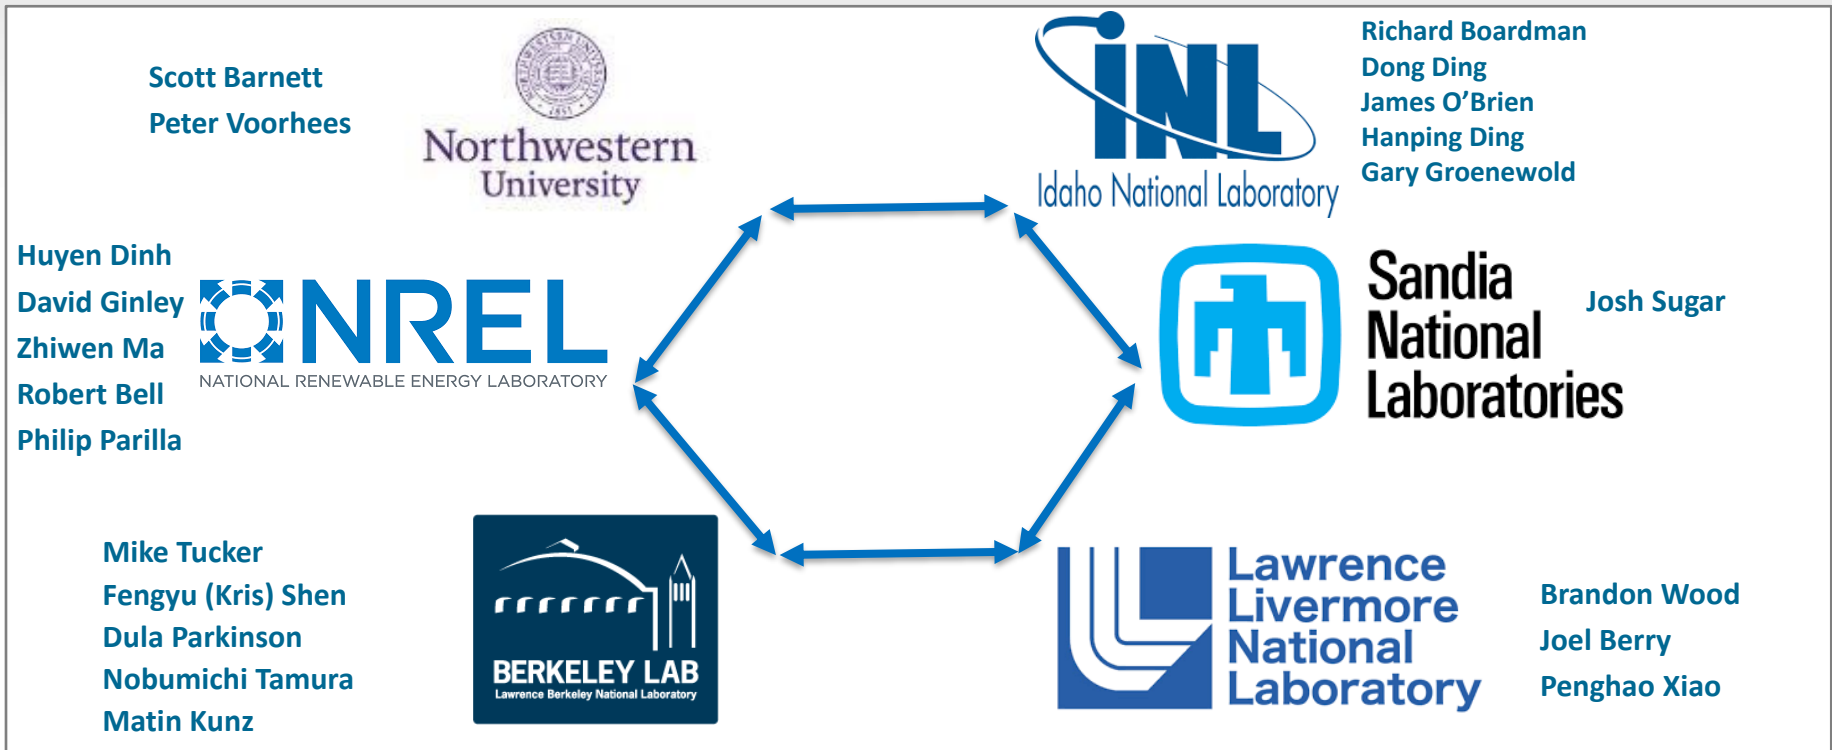 Scott Barnett
Peter Voorhees
NORTHWESTERN UNIVERSITY
1851
Northwestern
University
INL
Idaho National Laboratory
Richard Boardman
Dong Ding
James O’Brien
Hanping Ding
Gary Groenewold
Huyen Dinh
David Ginley
Zhiwen Ma
Robert Bell
Philip Parilla
NREL
NATIONAL RENEWABLE ENERGY LABORATORY
Sandia
National
Laboratories
Josh Sugar
Mike Tucker
Fengyu (Kris) Shen
Dula Parkinson
Nobumichi Tamura
Matin Kunz
BERKELEY LAB
Lawrence Berkeley National Laboratory
Lawrence
Livermore
National
Laboratory
Brandon Wood
Joel Berry
Penghao Xiao